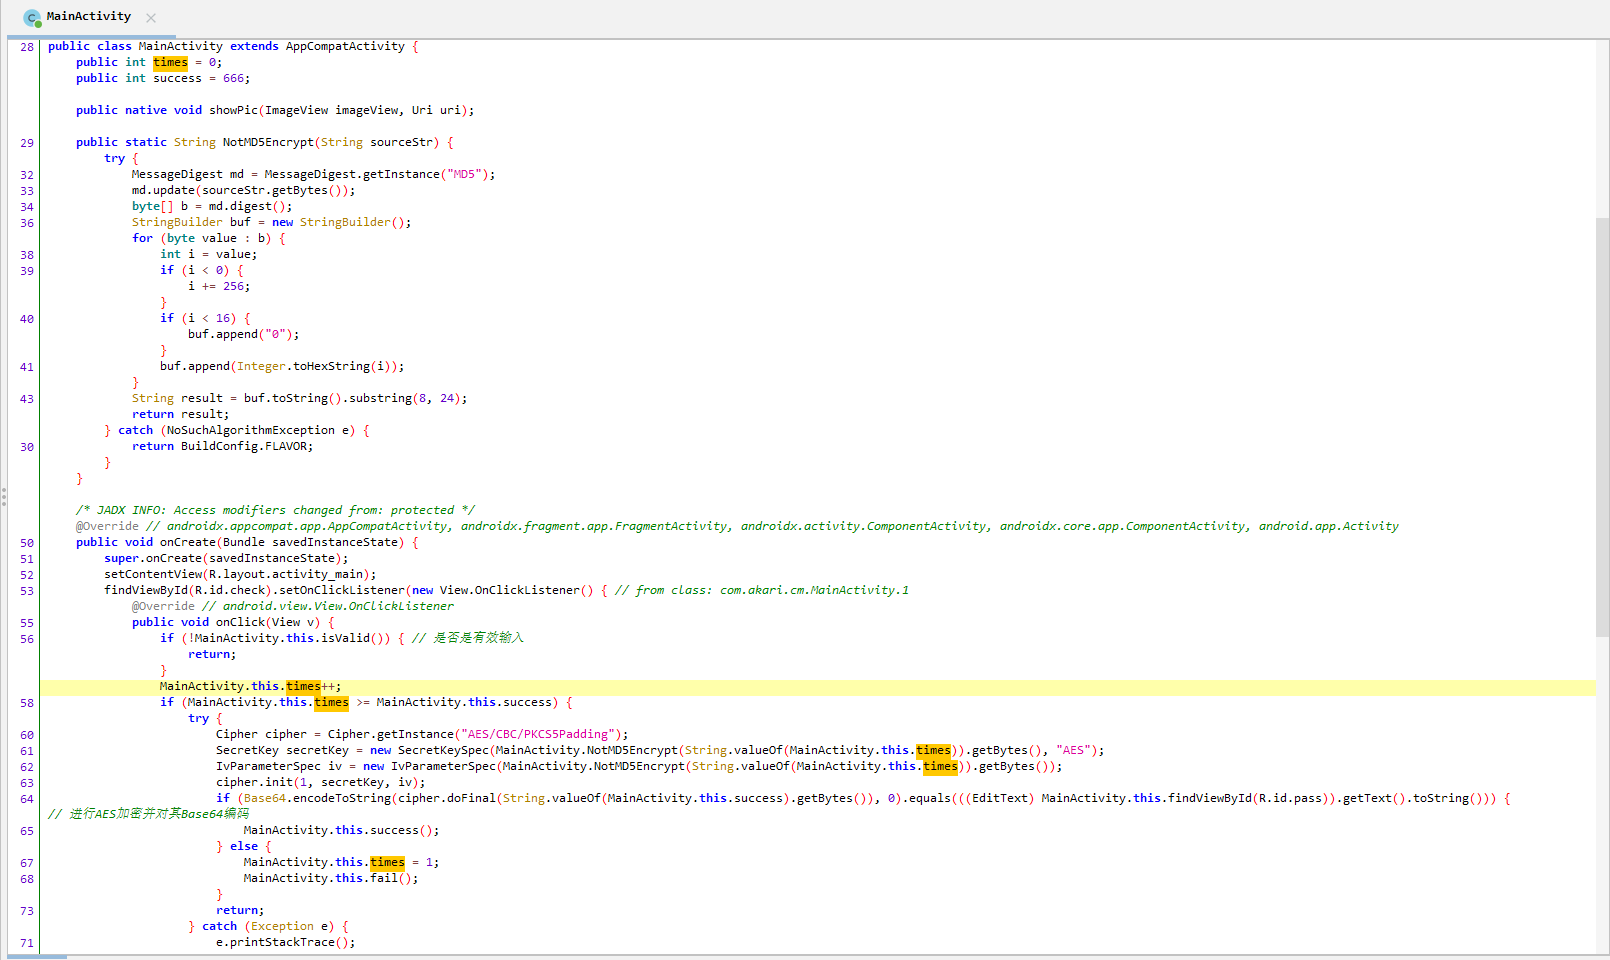 MainActivity
28 public class MainActivity extends AppCompatActivity {
public int times = 0;
public int success = 666;
public native void showPic(ImageView imageView, Uri uri);
29 public static String NotMD5Encrypt(String sourceStr) {
try {
32 MessageDigest md = MessageDigest.getInstance("MD5");
33 md.update(sourceStr.getBytes());
34 byte[] b = md.digest();
36 StringBuilder buf = new StringBuilder();
for (byte value : b) {
38 int i = value;
39 if (i < 0) {
i += 256;
}
40 if (i < 16) {
buf.append("0");
}
41 buf.append(Integer.toHexString(i));
}
43 String result = buf.toString().substring(8, 24);
return result;
} catch (NoSuchAlgorithmException e) {
30 return BuildConfig.FLAVOR;
}
}
/* JADX INFO: Access modifiers changed from: protected */
@Override // androidx.appcompat.app.AppCompatActivity, androidx.fragment.app.FragmentActivity, androidx.activity.ComponentActivity, androidx.core.app.ComponentActivity, android.app.Activity
50 public void onCreate(Bundle savedInstanceState) {
51 super.onCreate(savedInstanceState);
52 setContentView(R.layout.activity_main);
53 findViewById(R.id.check).setOnClickListener(new View.OnClickListener() { // from class: com.akari.cm.MainActivity.1
@Override // android.view.View.OnClickListener
55 public void onClick(View v) {
56 if (!MainActivity.this.isValid()) { // 是否是有效输入
return;
}
MainActivity.this.times++;
58 if (MainActivity.this.times >= MainActivity.this.success) {
try {
60 Cipher cipher = Cipher.getInstance("AES/CBC/PKCS5Padding");
61 SecretKey secretKey = new SecretKeySpec(MainActivity.NotMD5Encrypt(String.valueOf(MainActivity.this.times)).getBytes(), "AES");
62 IvParameterSpec iv = new IvParameterSpec(MainActivity.NotMD5Encrypt(String.valueOf(MainActivity.this.times)).getBytes());
63 cipher.init(1, secretKey, iv);
64 if (Base64.encodeToString(cipher.doFinal(String.valueOf(MainActivity.this.success).getBytes()), 0).equals(((EditText) MainActivity.this.findViewById(R.id.pass)).getText().toString())) {
// 进行AES加密并对其Base64编码
65 MainActivity.this.success();
} else {
67 MainActivity.this.times = 1;
68 MainActivity.this.fail();
}
73 return;
} catch (Exception e) {
71 e.printStackTrace();